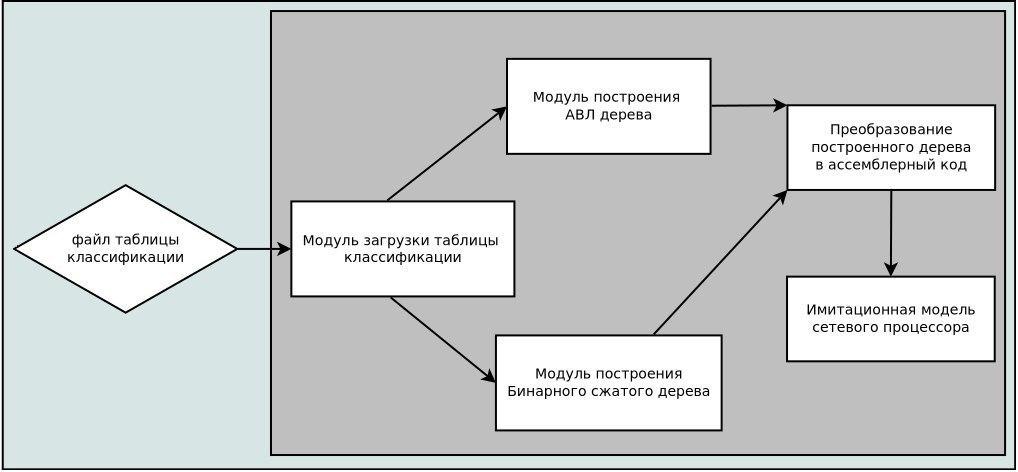 файл таблицы
классификации
Модуль загрузки таблицы
классификации
Модуль построения
АВЛ дерева
Модуль построения
Бинарного сжатого дерева
Преобразование
построенного дерева
в ассемблерный код
Имитационная модель
сетевого процессора